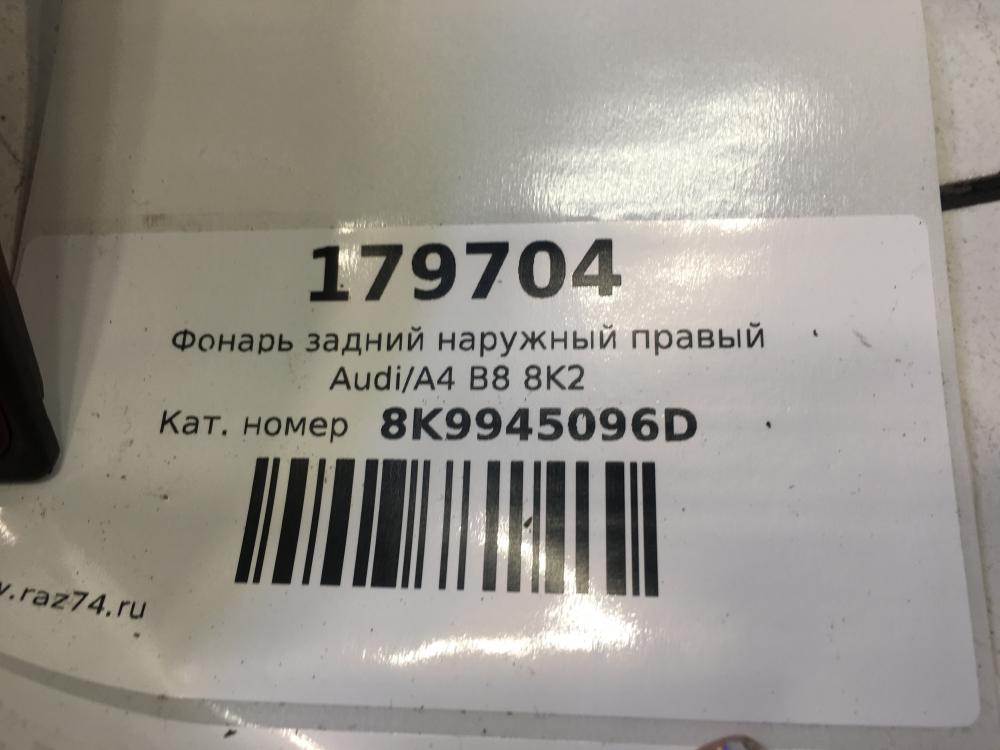 179704
Фонарь задний наружный правый
Audi/A4 B8 8K2
Кат. номер 8K9945096D
.raz74.ru